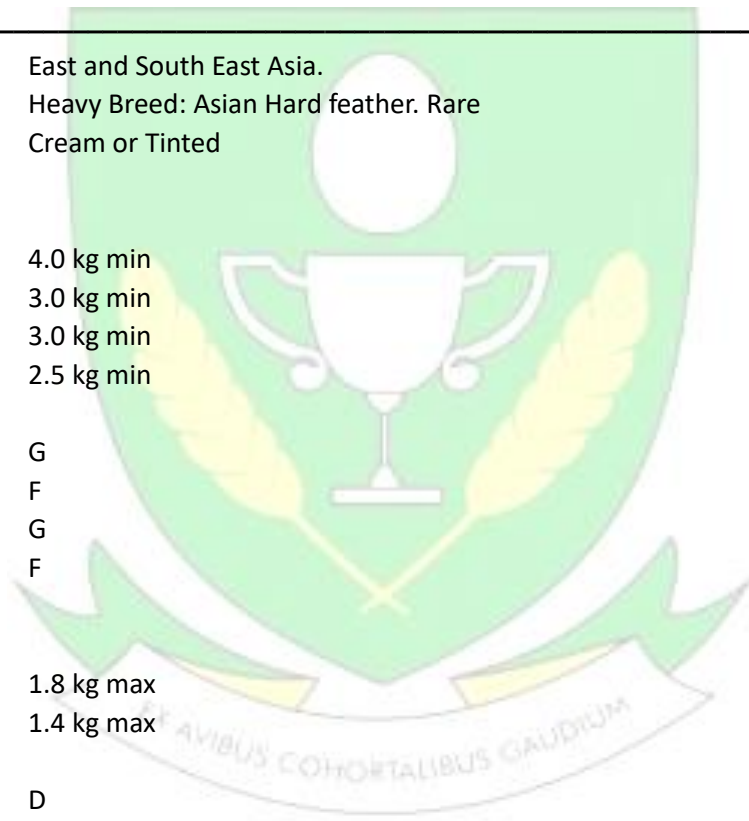 East and South East Asia.
Heavy Breed: Asian Hard feather. Rare
Cream or Tinted
4.0 kg min
3.0 kg min
3.0 kg min
2.5 kg min
G
F
G
F
1.8 kg max
1.4 kg max
EX AVIBUS COHORTALIBUS GAUDIUM
D